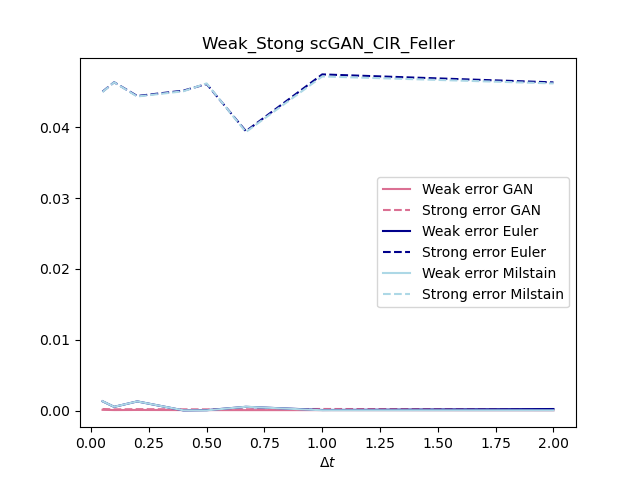 Weak_Stong scGAN_CIR_Feller
0.04
0.03
0.02
0.01
0.00
Weak error GAN
Strong error GAN
Weak error Euler
Strong error Euler
Weak error Milstain
Strong error Milstain
0.00 0.25 0.50 0.75 1.00 1.25 1.50 1.75 2.00
Δt